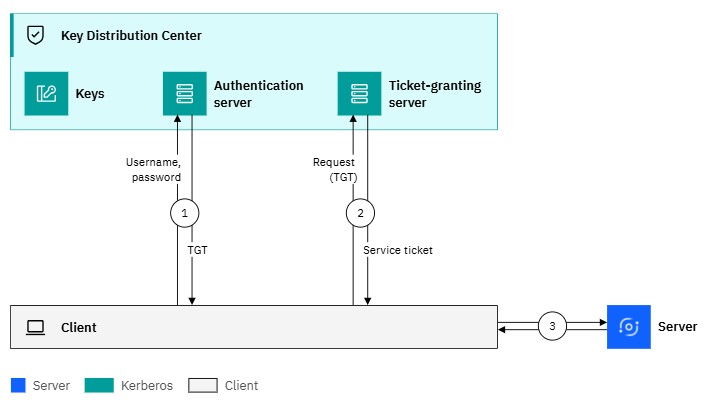 Key Distribution Center
Keys
Authentication
server
Ticket-granting
server
Username,
password
Request
(TGT)
1
2
TGT
Service ticket
Client
3
Server
Server
Kerberos
Client